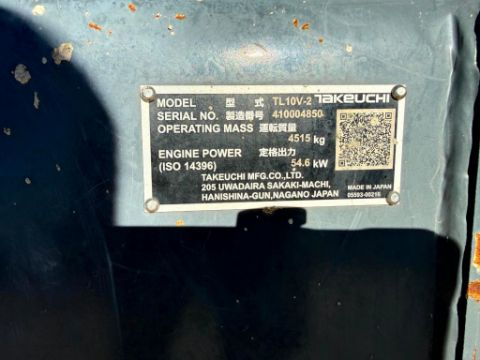 MODEL 型 式 TL10V-2 TAKEUCHI
SERIAL NO. 製造番号 410004850
OPERATING MASS 運転質量
4515 kg
ENGINE POWER 定格出力
(ISO 14396) 54.6 kW
TAKEUCHI MFG.CO.,LTD.
205 UWADAIRA SAKAKI-MACHI,
HANISHINA-GUN,NAGANO JAPAN
MADE IN JAPAN